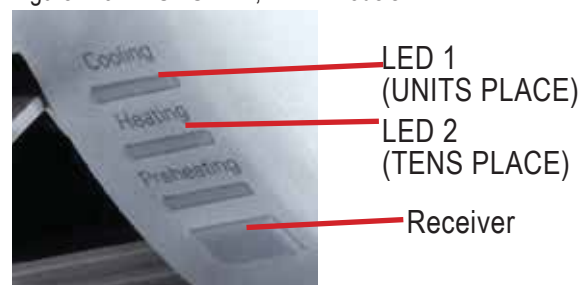 Cooling
LED 1
(UNITS PLACE)
Heating
LED 2
(TENS PLACE)
Preheating
Receiver